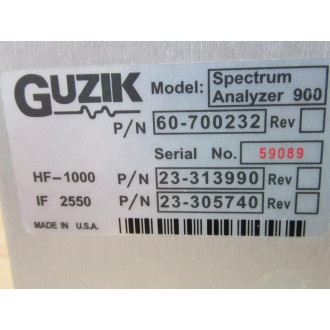 GUZIK Model: Spectrum
Analyzer 900
P/N 60-700232 Rev
Serial No. 59089
HF-1000 P/N 23-313990 Rev
IF 2550 P/N 23-305740 Rev
MADE IN U.S.A.